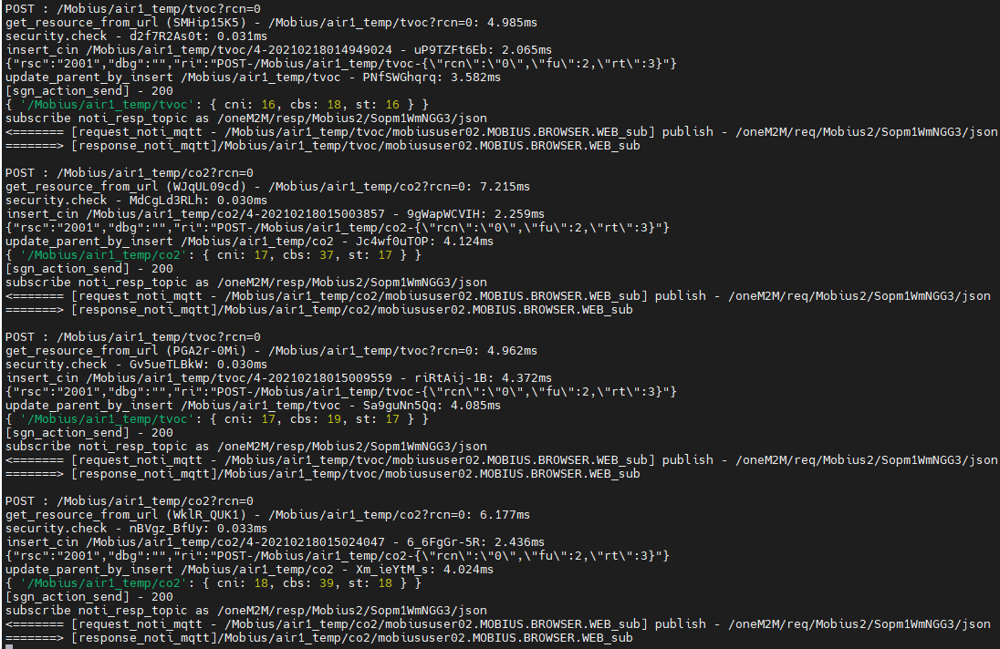 POST : /Mobius/air1_temp/tvoc?rcn=0
get_resource_from_url (SMHip15K5) - /Mobius/air1_temp/tvoc?rcn=0: 4.985ms
security.check - d2f7R2As0t: 0.031ms
insert_cin /Mobius/air1_temp/tvoc/4-20210218014949024 - uP9TZFt6Eb: 2.065ms
{"rsc":"2001","dbg":"","ri":"POST-/Mobius/air1_temp/tvoc-{\"rcn\":\"0\",\"fu\":2,\"rt\":3}"}
update_parent_by_insert /Mobius/air1_temp/tvoc - PNfSWGhqrq: 3.582ms
[sgn_action_send] - 200
{ '/Mobius/air1_temp/tvoc': { cni: 16, cbs: 18, st: 16 } }
subscribe noti_resp_topic as /oneM2M/resp/Mobius2/Sopm1WmNGG3/json
<======= [request_noti_mqtt - /Mobius/air1_temp/tvoc/mobiususer02.MOBIUS.BROWSER.WEB_sub] publish - /oneM2M/req/Mobius2/Sopm1WmNGG3/json
=======> [response_noti_mqtt]/Mobius/air1_temp/tvoc/mobiususer02.MOBIUS.BROWSER.WEB_sub
POST : /Mobius/air1_temp/co2?rcn=0
get_resource_from_url (WJqUL09cd) - /Mobius/air1_temp/co2?rcn=0: 7.215ms
security.check - MdCgLd3RLh: 0.030ms
insert_cin /Mobius/air1_temp/co2/4-20210218015003857 - 9gWapWCVIH: 2.259ms
{"rsc":"2001","dbg":"","ri":"POST-/Mobius/air1_temp/co2-{\"rcn\":\"0\",\"fu\":2,\"rt\":3}"}
update_parent_by_insert /Mobius/air1_temp/co2 - Jc4wf0uTOP: 4.124ms
{ '/Mobius/air1_temp/co2': { cni: 17, cbs: 37, st: 17 } }
[sgn_action_send] - 200
subscribe noti_resp_topic as /oneM2M/resp/Mobius2/Sopm1WmNGG3/json
<======= [request_noti_mqtt - /Mobius/air1_temp/co2/mobiususer02.MOBIUS.BROWSER.WEB_sub] publish - /oneM2M/req/Mobius2/Sopm1WmNGG3/json
=======> [response_noti_mqtt]/Mobius/air1_temp/co2/mobiususer02.MOBIUS.BROWSER.WEB_sub
POST : /Mobius/air1_temp/tvoc?rcn=0
get_resource_from_url (PGA2r-0Mi) - /Mobius/air1_temp/tvoc?rcn=0: 4.962ms
security.check - Gv5ueTLBkW: 0.030ms
insert_cin /Mobius/air1_temp/tvoc/4-20210218015009559 - riRtAij-1B: 4.372ms
{"rsc":"2001","dbg":"","ri":"POST-/Mobius/air1_temp/tvoc-{\"rcn\":\"0\",\"fu\":2,\"rt\":3}"}
update_parent_by_insert /Mobius/air1_temp/tvoc - Sa9guNn5Qq: 4.085ms
{ '/Mobius/air1_temp/tvoc': { cni: 17, cbs: 19, st: 17 } }
[sgn_action_send] - 200
subscribe noti_resp_topic as /oneM2M/resp/Mobius2/Sopm1WmNGG3/json
<======= [request_noti_mqtt - /Mobius/air1_temp/tvoc/mobiususer02.MOBIUS.BROWSER.WEB_sub] publish - /oneM2M/req/Mobius2/Sopm1WmNGG3/json
=======> [response_noti_mqtt]/Mobius/air1_temp/tvoc/mobiususer02.MOBIUS.BROWSER.WEB_sub
POST : /Mobius/air1_temp/co2?rcn=0
get_resource_from_url (WklR_QUK1) - /Mobius/air1_temp/co2?rcn=0: 6.177ms
security.check - nBVgz_BfUy: 0.033ms
insert_cin /Mobius/air1_temp/co2/4-20210218015024047 - 6_6FgGr-5R: 2.436ms
{"rsc":"2001","dbg":"","ri":"POST-/Mobius/air1_temp/co2-{\"rcn\":\"0\",\"fu\":2,\"rt\":3}"}
update_parent_by_insert /Mobius/air1_temp/co2 - Xm_ieYtM_s: 4.024ms
{ '/Mobius/air1_temp/co2': { cni: 18, cbs: 39, st: 18 } }
[sgn_action_send] - 200
subscribe noti_resp_topic as /oneM2M/resp/Mobius2/Sopm1WmNGG3/json
<======= [request_noti_mqtt - /Mobius/air1_temp/co2/mobiususer02.MOBIUS.BROWSER.WEB_sub] publish - /oneM2M/req/Mobius2/Sopm1WmNGG3/json
=======> [response_noti_mqtt]/Mobius/air1_temp/co2/mobiususer02.MOBIUS.BROWSER.WEB_sub